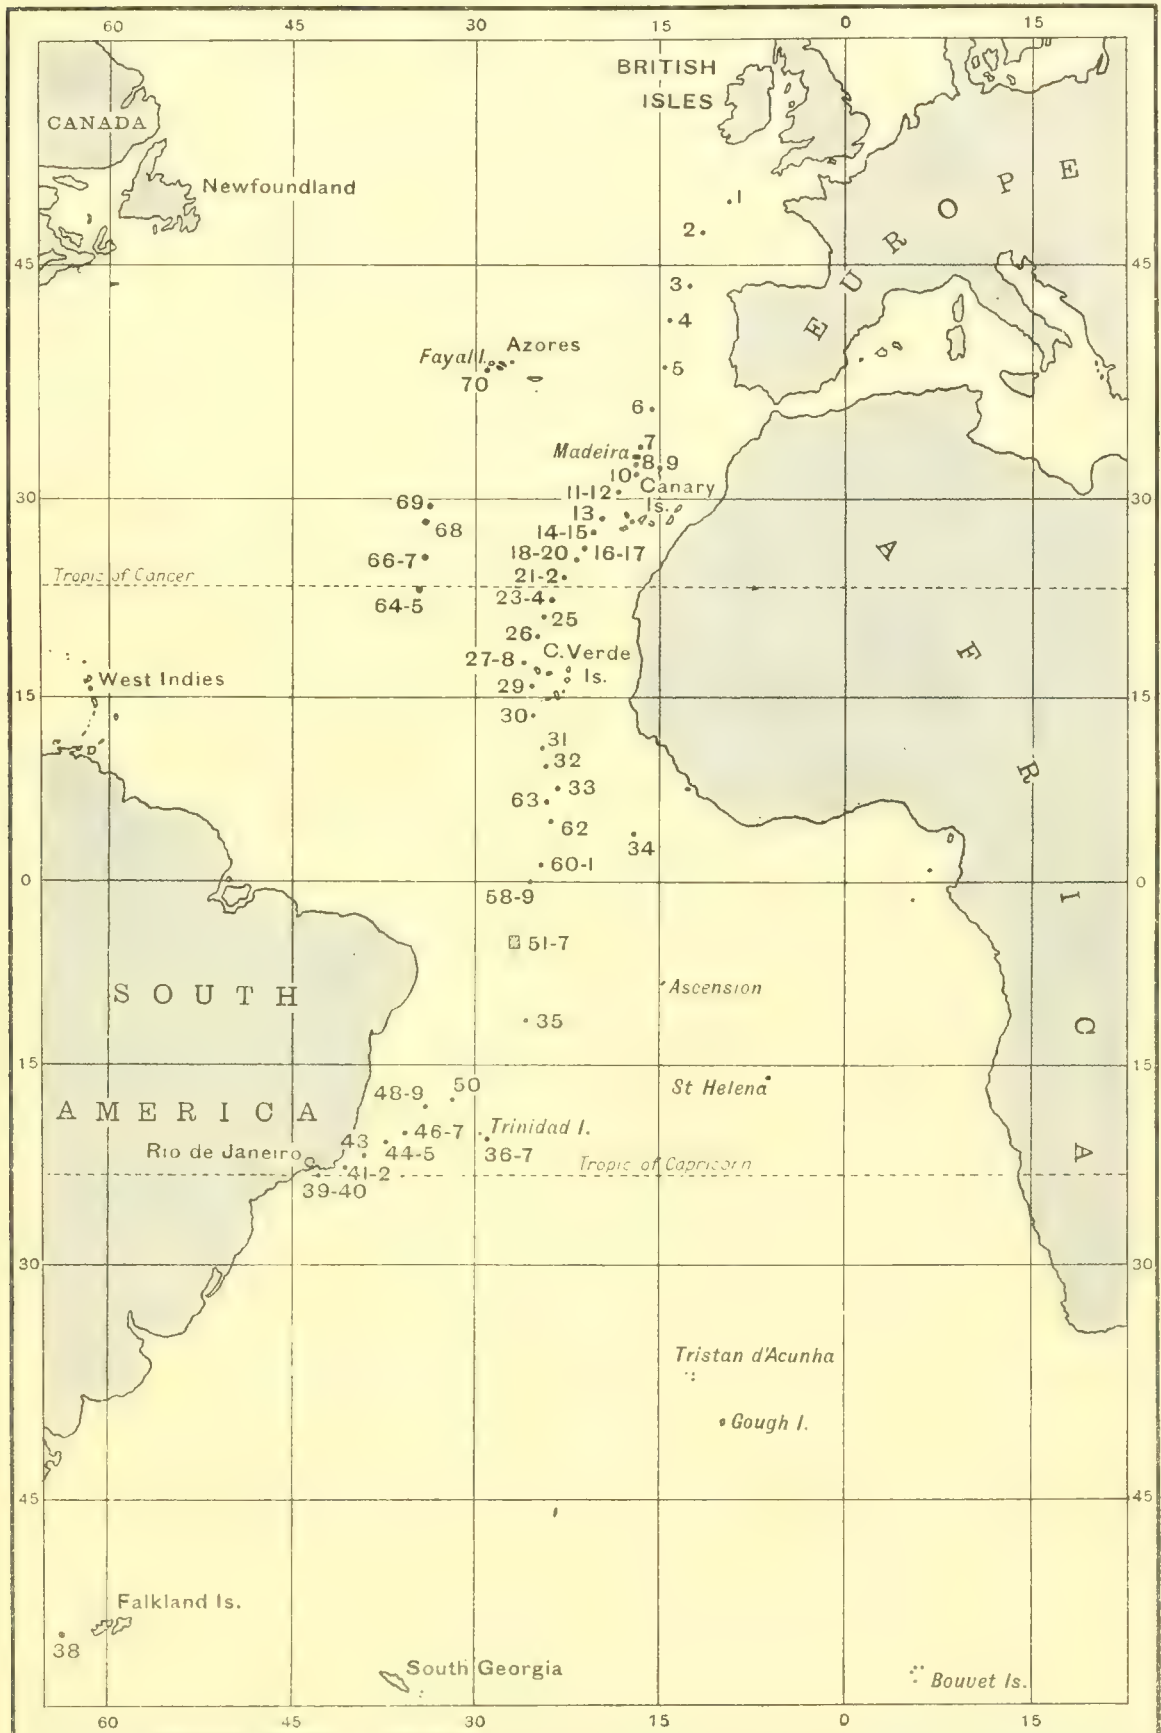 60 45 30 15 0 15
BRITISH
ISLES
CANADA
Newfoundland
EUROPE
1
2
45 45
3
4
Fayal I. Azores
5
70
6
7
Madeira
8 9
10
Canary
Is.
11-12
30 30
69
13
68
14-15
18-20 16-17
66-7
Tropic of Cancer
21-2
64-5
23-4
25
26
C. Verde
Is.
27-8
West Indies
29
15 15
30
31
32
33
63
62
34
60-1
0 0
58-9
AFRICA
51-7
SOUTH
AMERICA
Ascension
35
15 15
50
48-9
St Helena
46-7
Trinidad I.
43
Rio de Janeiro
44-5
36-7
41-2
Tropic of Capricorn
39-40
30 30
Tristan d'Acunha
Gough I.
45 45
Falkland Is.
38
South Georgia
Bouvet Is.
60 45 30 15 0 15